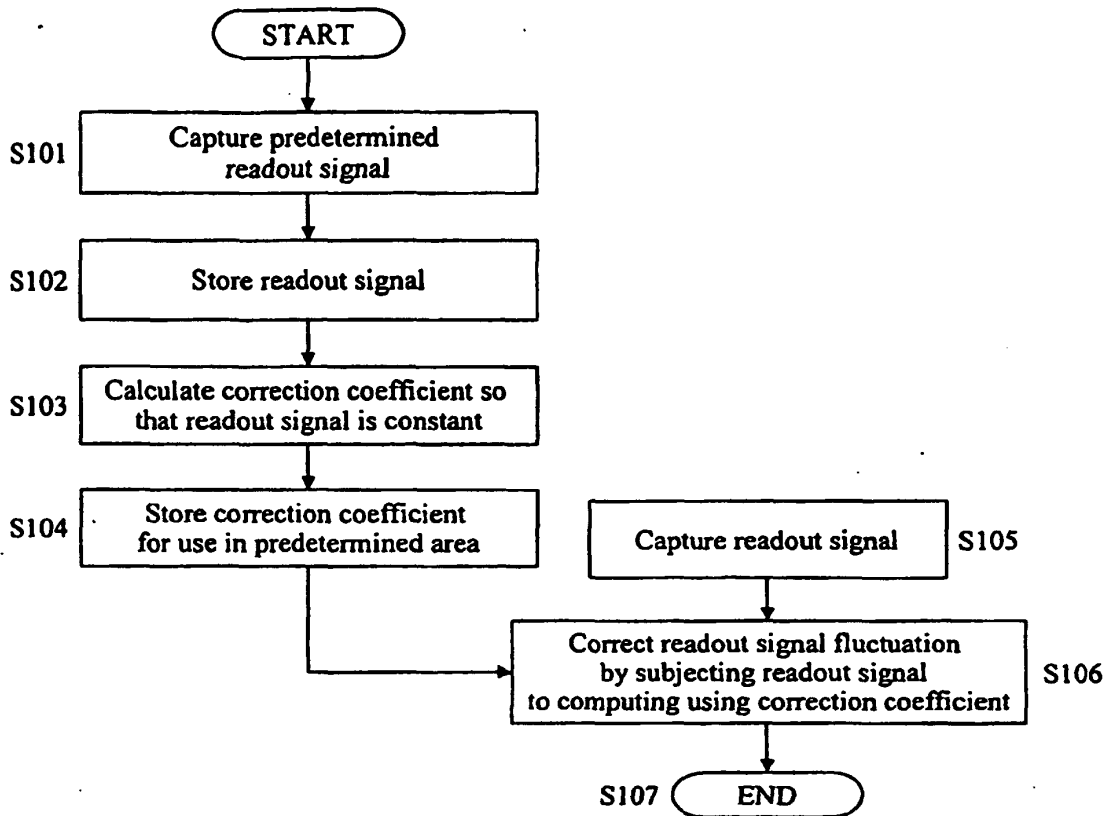 START
S101
Capture predetermined
readout signal
S102
Store readout signal
S103
Calculate correction coefficient so
that readout signal is constant
S104
Store correction coefficient
for use in predetermined area
Capture readout signal
S105
Correct readout signal fluctuation
by subjecting readout signal
to computing using correction coefficient
S106
S107
END